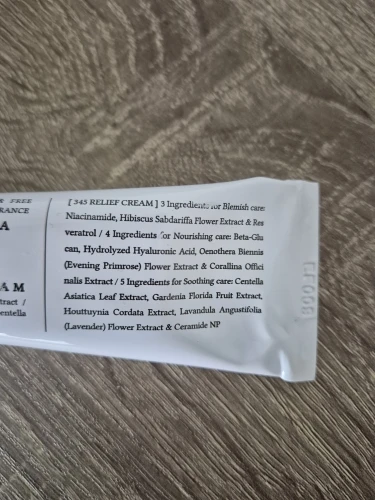 & FREE
RANCE
A
A M
tract /
entella
[ 345 RELIEF CREAM ] 3 Ingredients for Blemish care:
Niacinamide, Hibiscus Sabdariffa Flower Extract & Res
veratrol / 4 Ingredients for Nourishing care: Beta-Glu
can, Hydrolyzed Hyaluronic Acid, Oenothera Biennis
(Evening Primrose) Flower Extract & Corallina Offici
nalis Extract / 5 Ingredients for Soothing care: Centella
Asiatica Leaf Extract, Gardenia Florida Fruit Extract,
Houttuynia Cordata Extract, Lavandula Angustifolia
(Lavender) Flower Extract & Ceramide NP